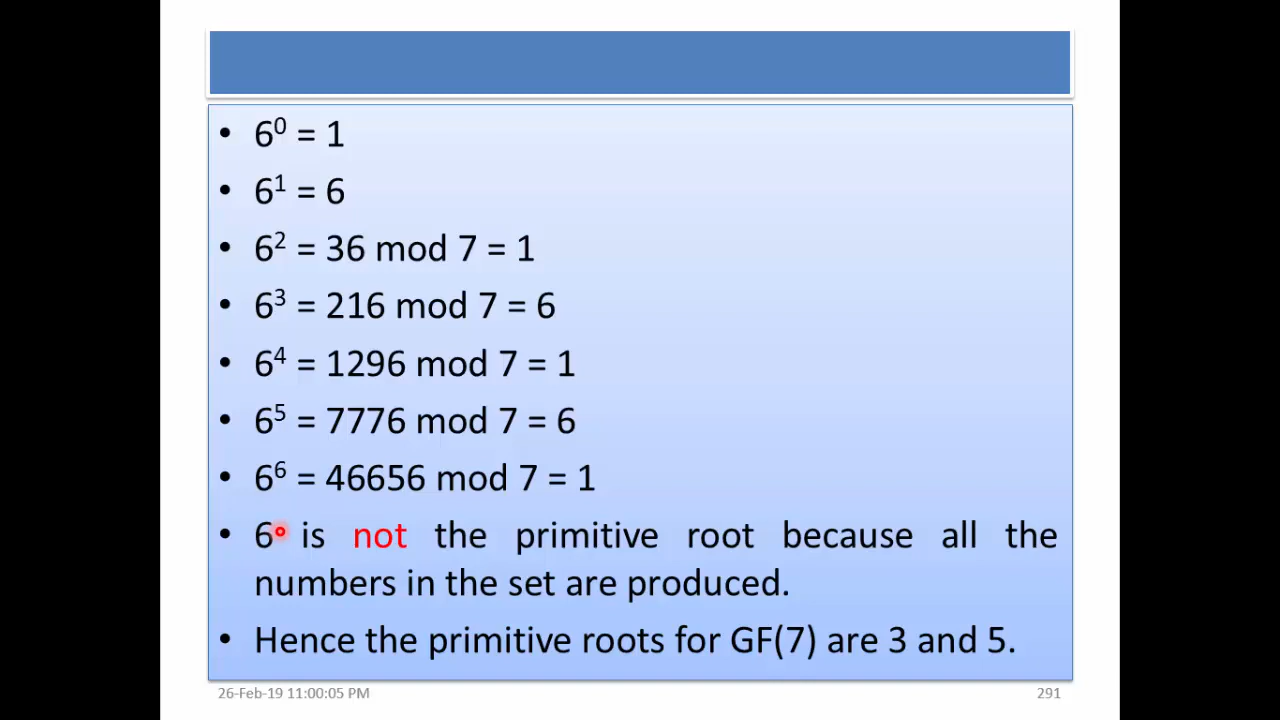 • 6⁰ = 1
• 6¹ = 6
• 6² = 36 mod 7 = 1
• 6³ = 216 mod 7 = 6
• 6⁴ = 1296 mod 7 = 1
• 6⁵ = 7776 mod 7 = 6
• 6⁶ = 46656 mod 7 = 1
• 6 is not the primitive root because all the
numbers in the set are produced.
• Hence the primitive roots for GF(7) are 3 and 5.
26-Feb-19 11:00:05 PM 291